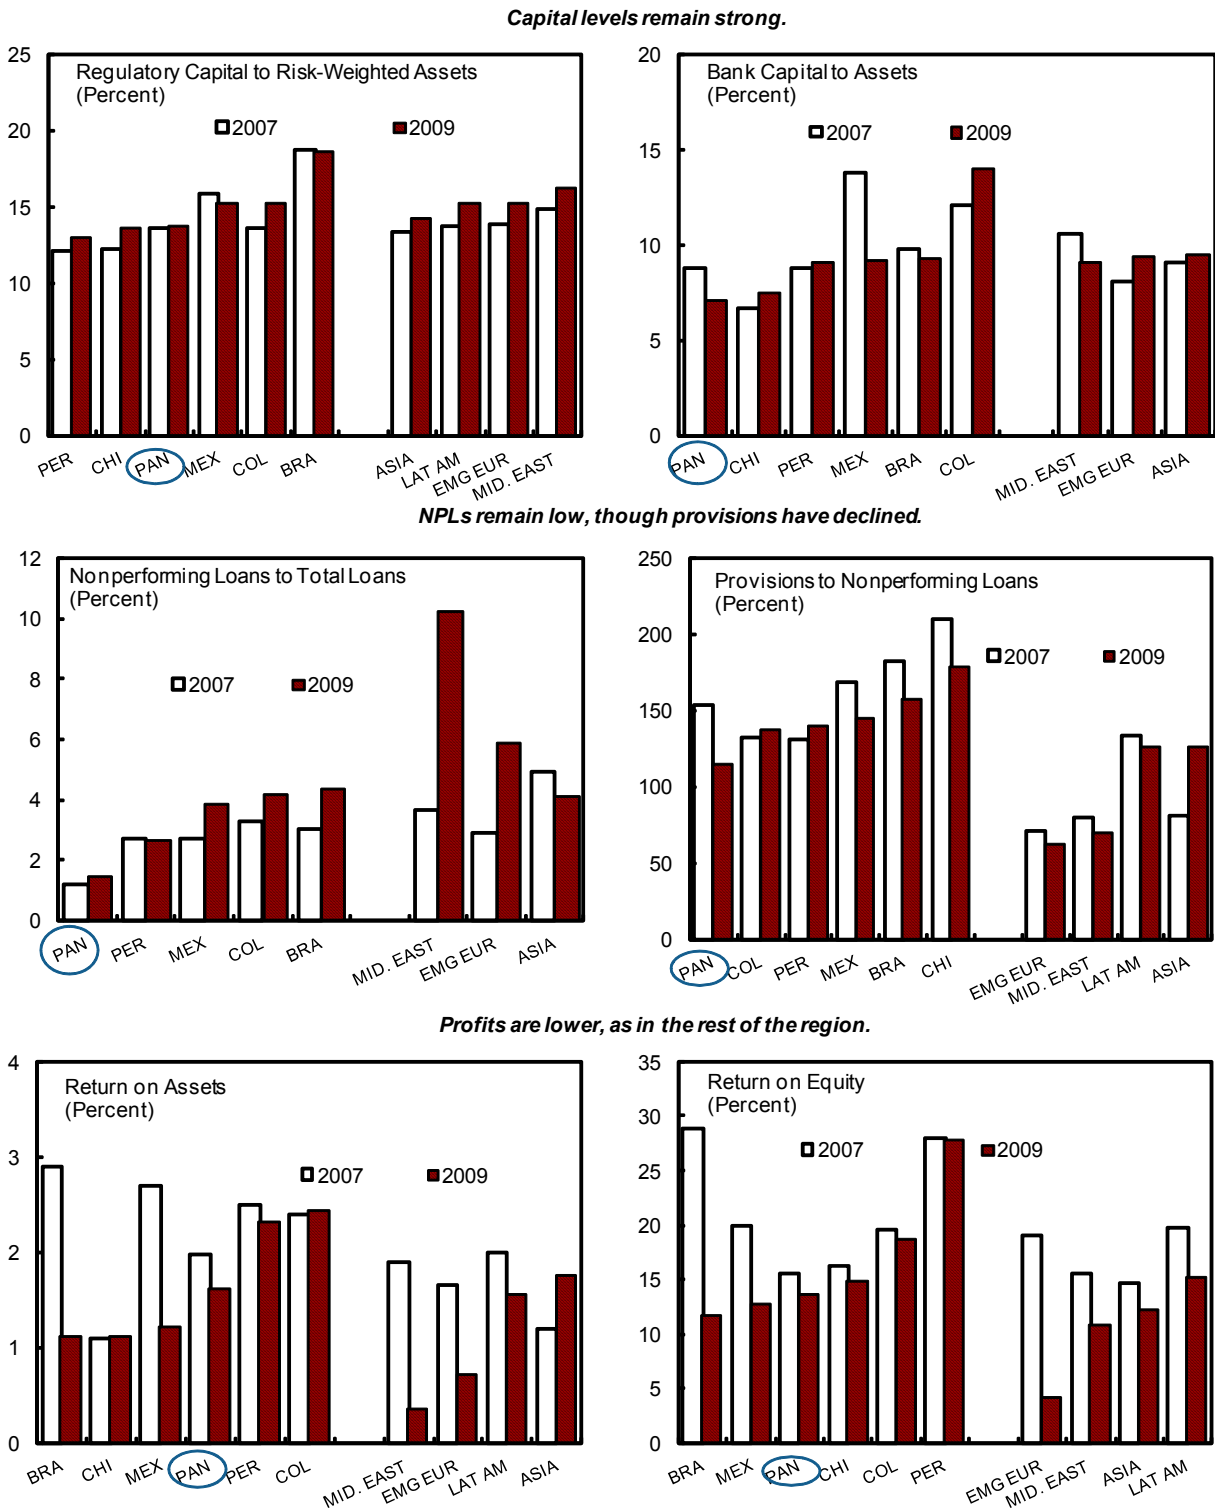 Capital levels remain strong.
Regulatory Capital to Risk-Weighted Assets
(Percent)
2007 2009
25
20
15
10
5
0
PER CHI PAN MEX COL BRA ASIA LAT AM EMG EUR MID. EAST
Bank Capital to Assets
(Percent)
2007 2009
20
15
10
5
0
PAN CHI PER MEX BRA COL MID. EAST EMG EUR ASIA
NPLs remain low, though provisions have declined.
Nonperforming Loans to Total Loans
(Percent)
2007 2009
12
10
8
6
4
2
0
PAN PER MEX COL BRA MID. EAST EMG EUR ASIA
Provisions to Nonperforming Loans
(Percent)
2007 2009
250
200
150
100
50
0
PAN COL PER MEX BRA CHI EMG EUR MID. EAST LAT AM ASIA
Profits are lower, as in the rest of the region.
Return on Assets
(Percent)
2007 2009
4
3
2
1
0
BRA CHI MEX PAN PER COL MID. EAST EMG EUR LAT AM ASIA
Return on Equity
(Percent)
2007 2009
35
30
25
20
15
10
5
0
BRA MEX PAN CHI COL PER EMG EUR MID. EAST ASIA LAT AM